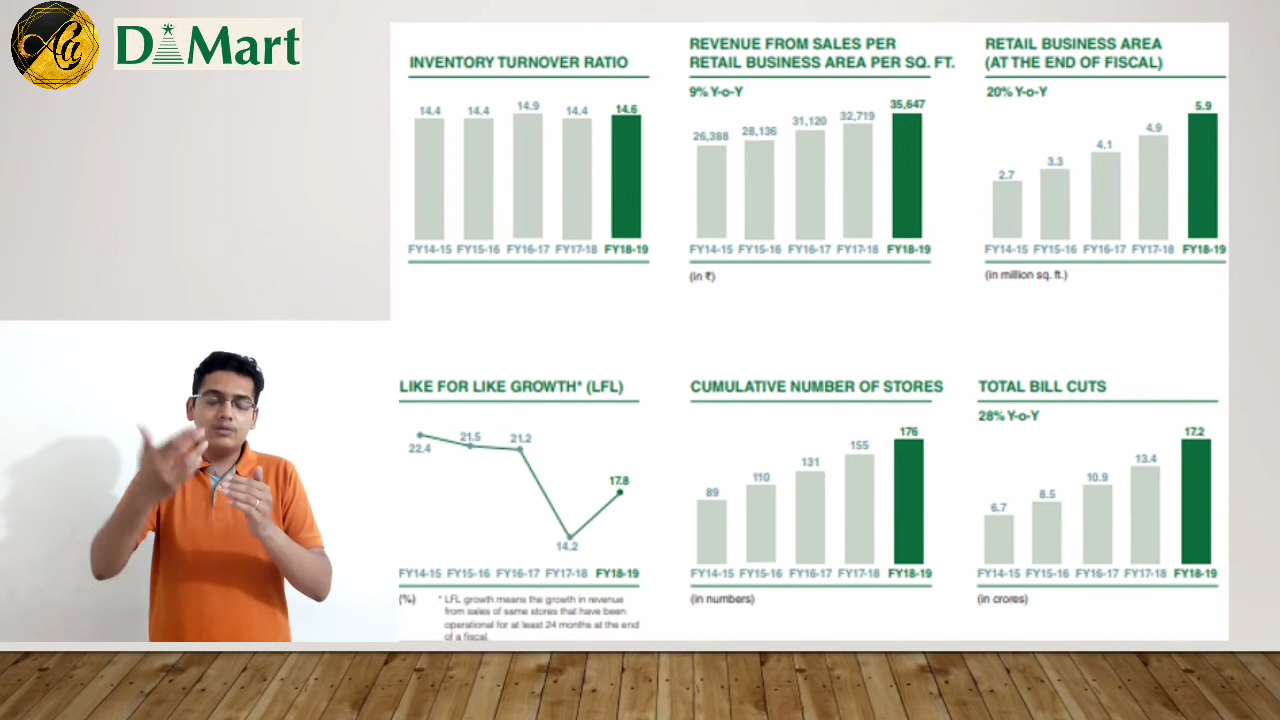 D Mart
INVENTORY TURNOVER RATIO
14.4 14.4 14.9 14.4 14.6
FY14-15 FY15-16 FY16-17 FY17-18 FY18-19
REVENUE FROM SALES PER
RETAIL BUSINESS AREA PER SQ. FT.
9% Y-o-Y
26,388 28,136 31,120 32,719 35,647
FY14-15 FY15-16 FY16-17 FY17-18 FY18-19
(in ₹)
RETAIL BUSINESS AREA
(AT THE END OF FISCAL)
20% Y-o-Y
2.7 3.3 4.1 4.9 5.9
FY14-15 FY15-16 FY16-17 FY17-18 FY18-19
(in million sq. ft.)
LIKE FOR LIKE GROWTH* (LFL)
22.4 21.5 21.2 14.2 17.8
FY14-15 FY15-16 FY16-17 FY17-18 FY18-19
(%)
* LFL growth means the growth in revenue
from sales of same stores that have been
operational for at least 24 months at the end
of a fiscal.
CUMULATIVE NUMBER OF STORES
89 110 131 155 176
FY14-15 FY15-16 FY16-17 FY17-18 FY18-19
(in numbers)
TOTAL BILL CUTS
28% Y-o-Y
6.7 8.5 10.9 13.4 17.2
FY14-15 FY15-16 FY16-17 FY17-18 FY18-19
(in crores)